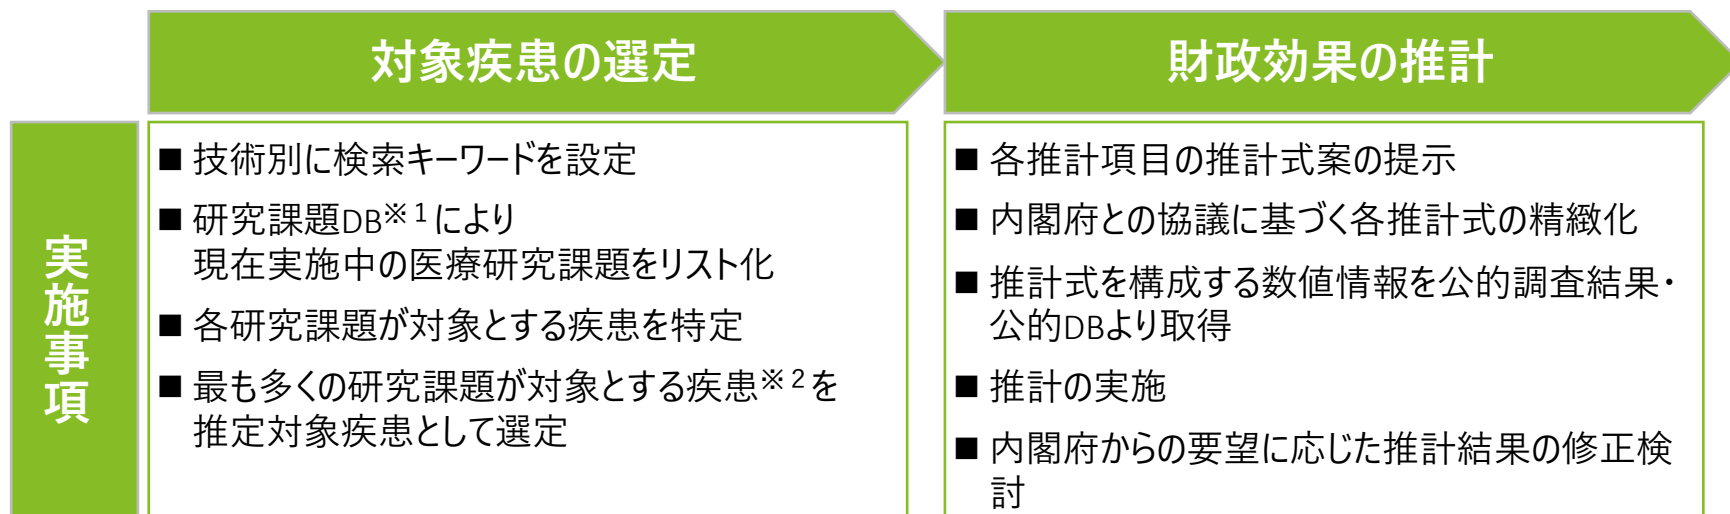 対象疾患の選定
財政効果の推計
実施事項
■ 技術別に検索キーワードを設定
■ 研究課題DB※1により
現在実施中の医療研究課題をリスト化
■ 各研究課題が対象とする疾患を特定
■ 最も多くの研究課題が対象とする疾患※2を
推定対象疾患として選定
■ 各推計項目の推計式案の提示
■ 内閣府との協議に基づく各推計式の精緻化
■ 推計式を構成する数値情報を公的調査結果・
公的DBより取得
■ 推計の実施
■ 内閣府からの要望に応じた推計結果の修正検
討